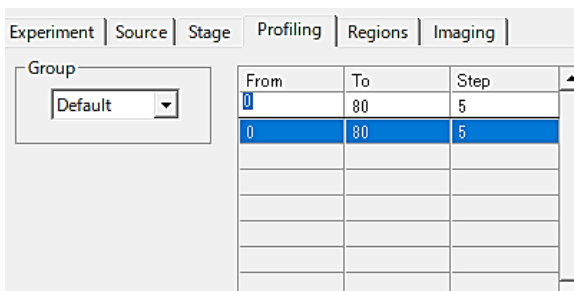 Experiment Source Stage Profiling Regions Imaging
Group
Default
From To Step
0 80 5
0 80 5